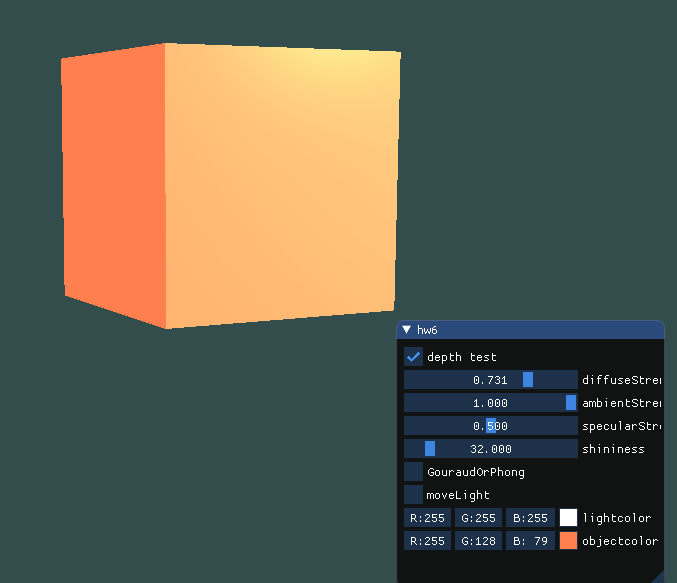 hw6
depth test
0.731 diffuseStre
1.000 ambientStre
0.500 specularStr
32.000 shininess
GouraudOrPhong
moveLight
R:255 G:255 B:255 lightcolor
R:255 G:128 B: 79 objectcolor